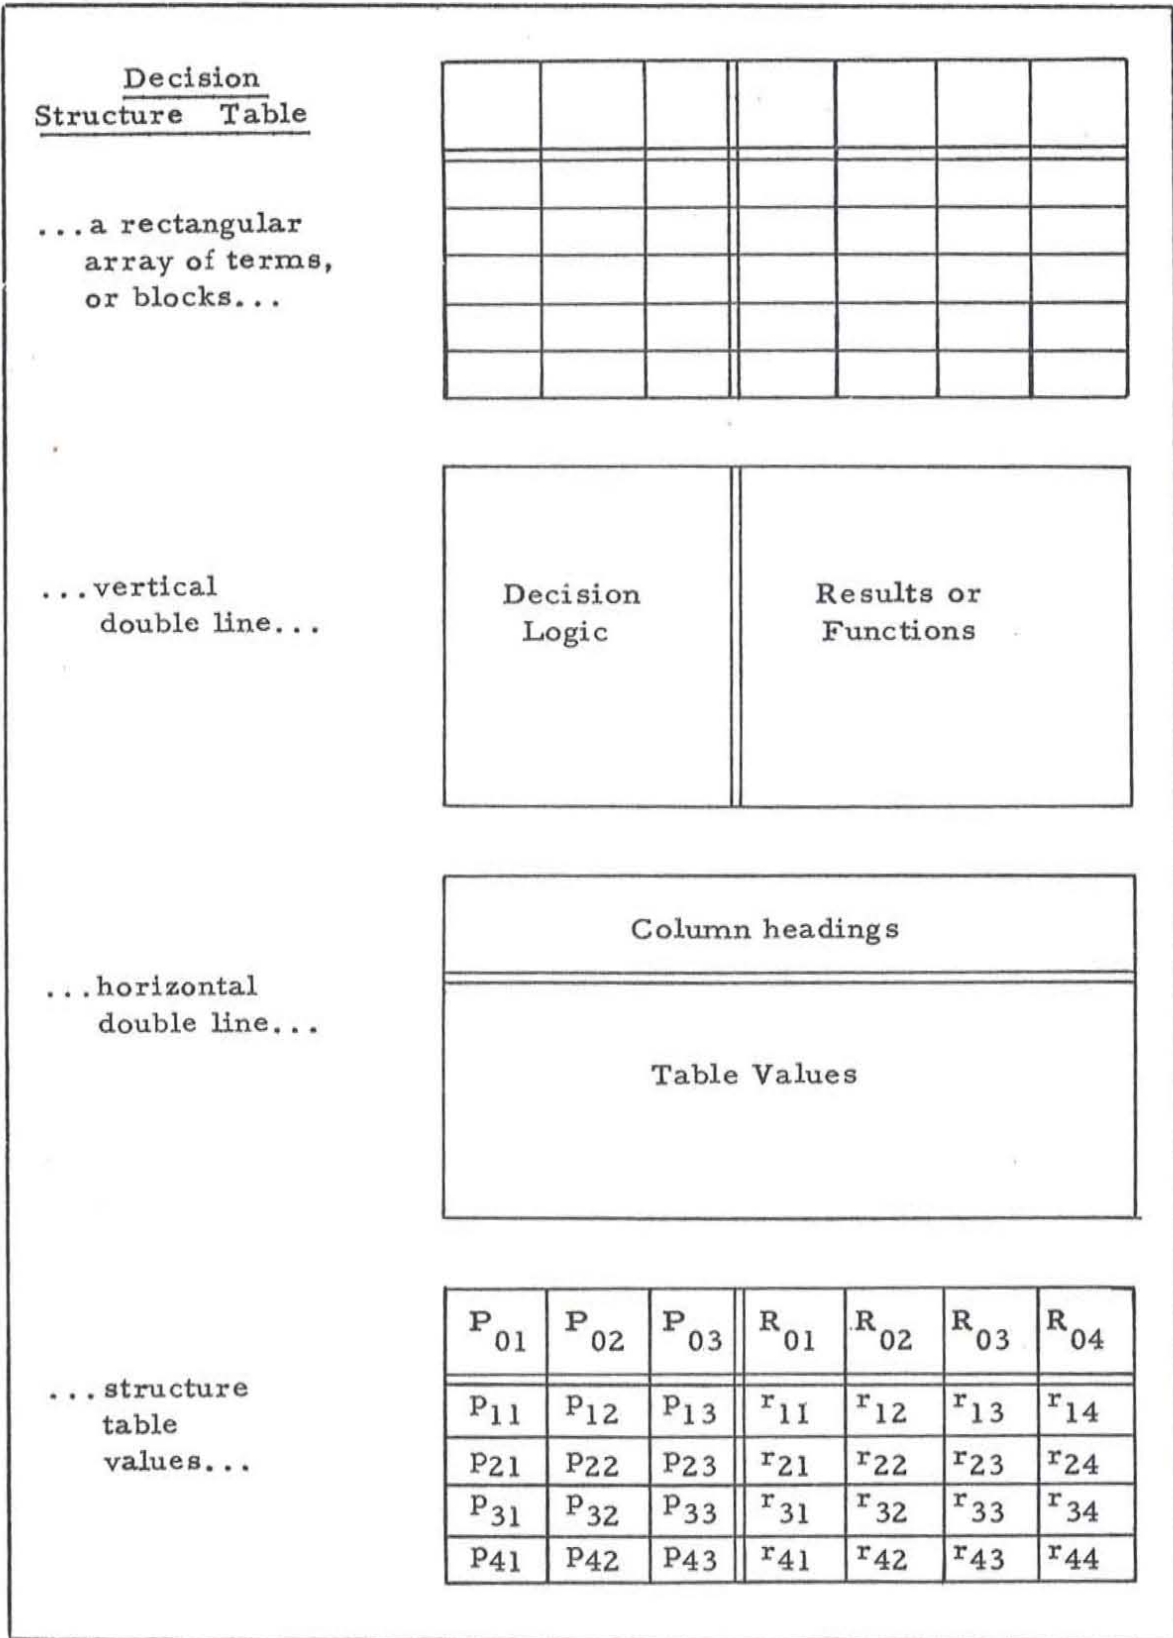 Decision
Structure Table
...a rectangular
array of terms,
or blocks...
...vertical
double line...
Decision
Logic
Results or
Functions
...horizontal
double line...
Column headings
Table Values
...structure
table
values...
P01 P02 P03 R01 R02 R03 R04
p11 p12 p13 r11 r12 r13 r14
p21 p22 p23 r21 r22 r23 r24
p31 p32 p33 r31 r32 r33 r34
p41 p42 p43 r41 r42 r43 r44